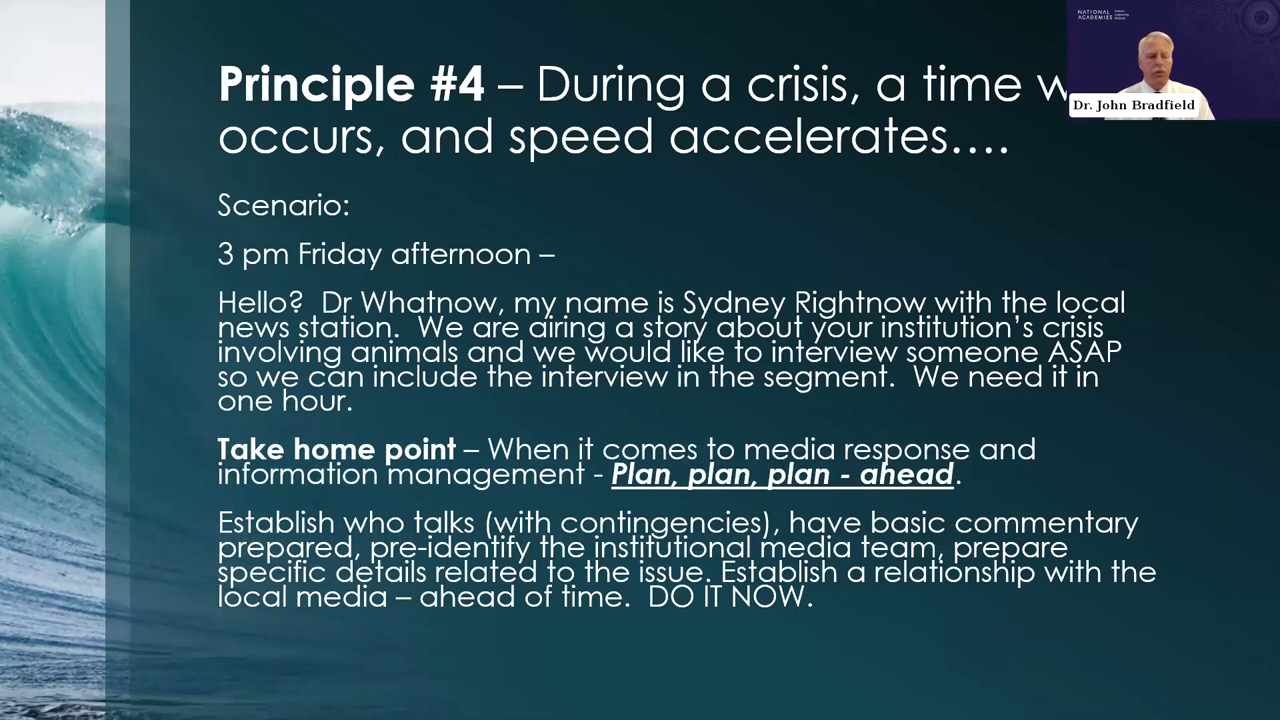 Principle #4 – During a crisis, a time
occurs, and speed accelerates....
Scenario:
3 pm Friday afternoon –
Hello?  Dr Whatnow, my name is Sydney Rightnow with the local
news station.  We are airing a story about your institution’s crisis
involving animals and we would like to interview someone ASAP
so we can include the interview in the segment.  We need it in
one hour.
Take home point – When it comes to media response and
information management - Plan, plan, plan - ahead.
Establish who talks (with contingencies), have basic commentary
prepared, pre-identify the institutional media team, prepare
specific details related to the issue. Establish a relationship with the
local media – ahead of time.  DO IT NOW.
NATIONAL
ACADEMIES
Dr. John Bradfield